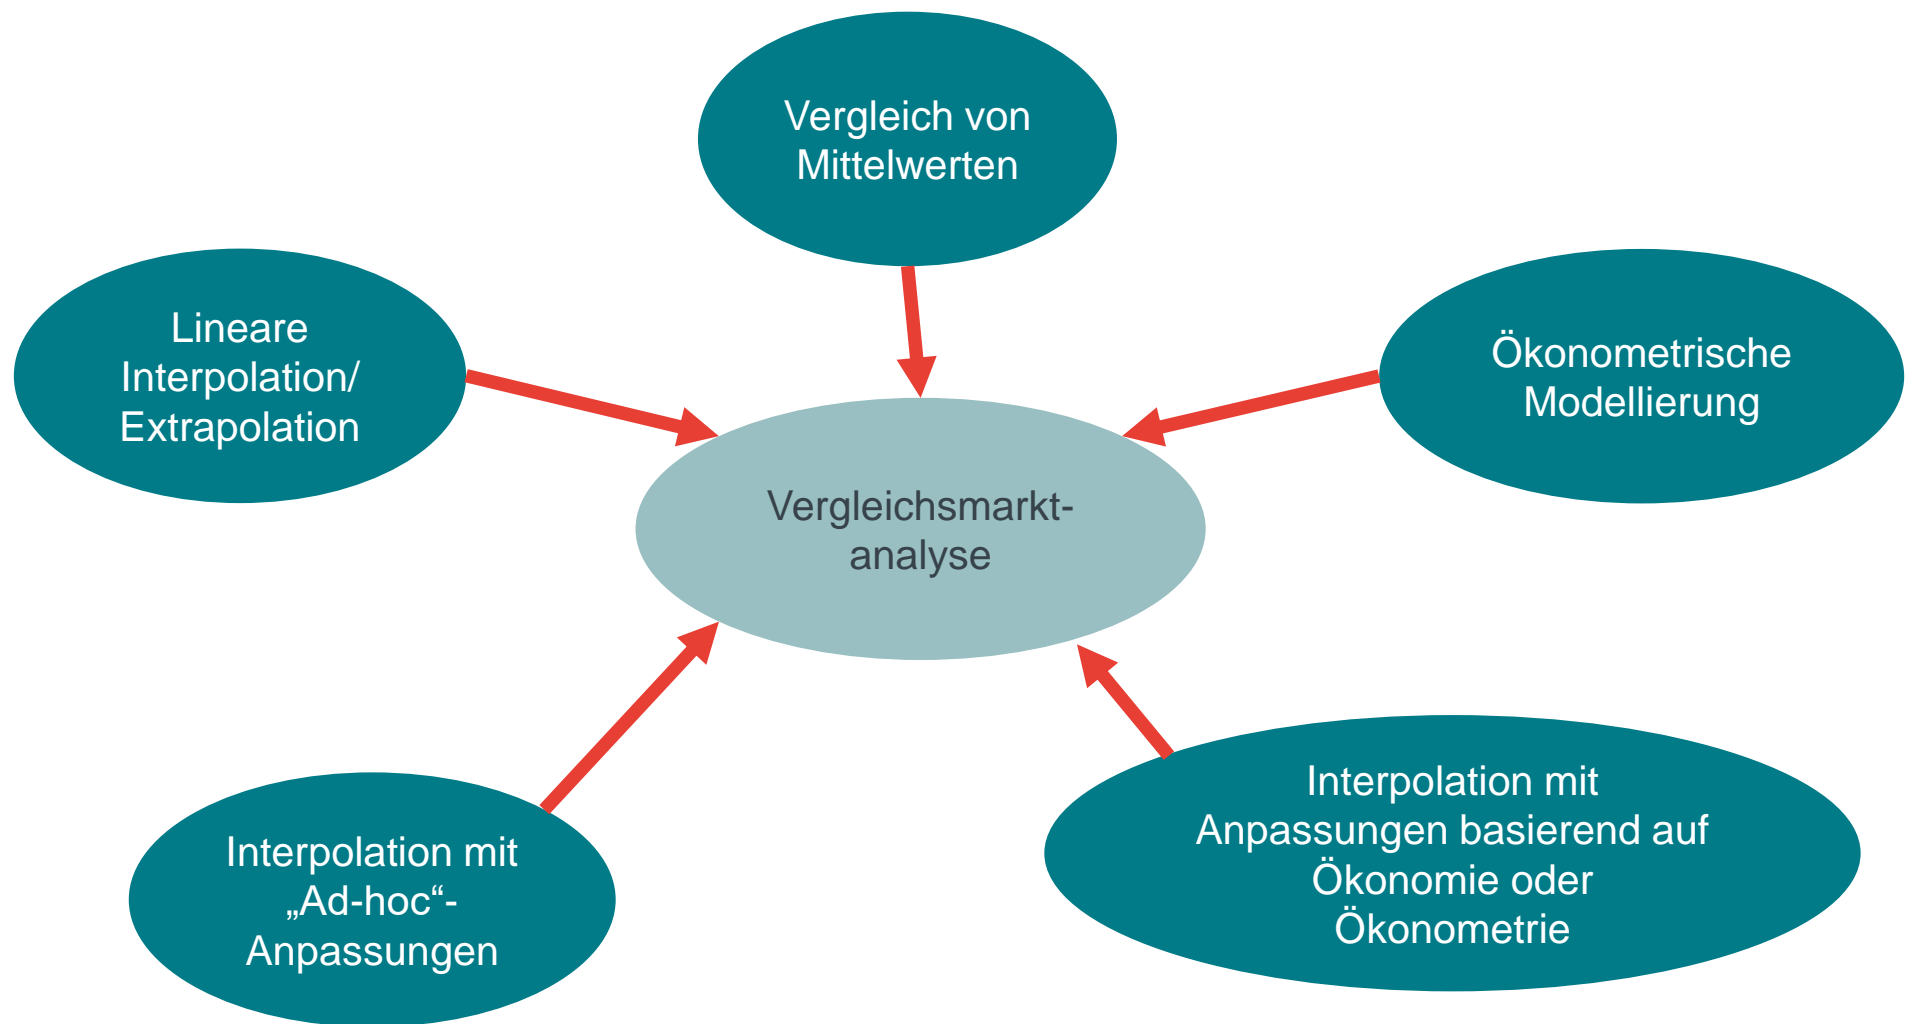 Vergleich von
Mittelwerten
Lineare
Interpolation/
Extrapolation
Ökonometrische
Modellierung
Vergleichsmarkt-
analyse
Interpolation mit
„Ad-hoc“-
Anpassungen
Interpolation mit
Anpassungen basierend auf
Ökonomie oder
Ökonometrie